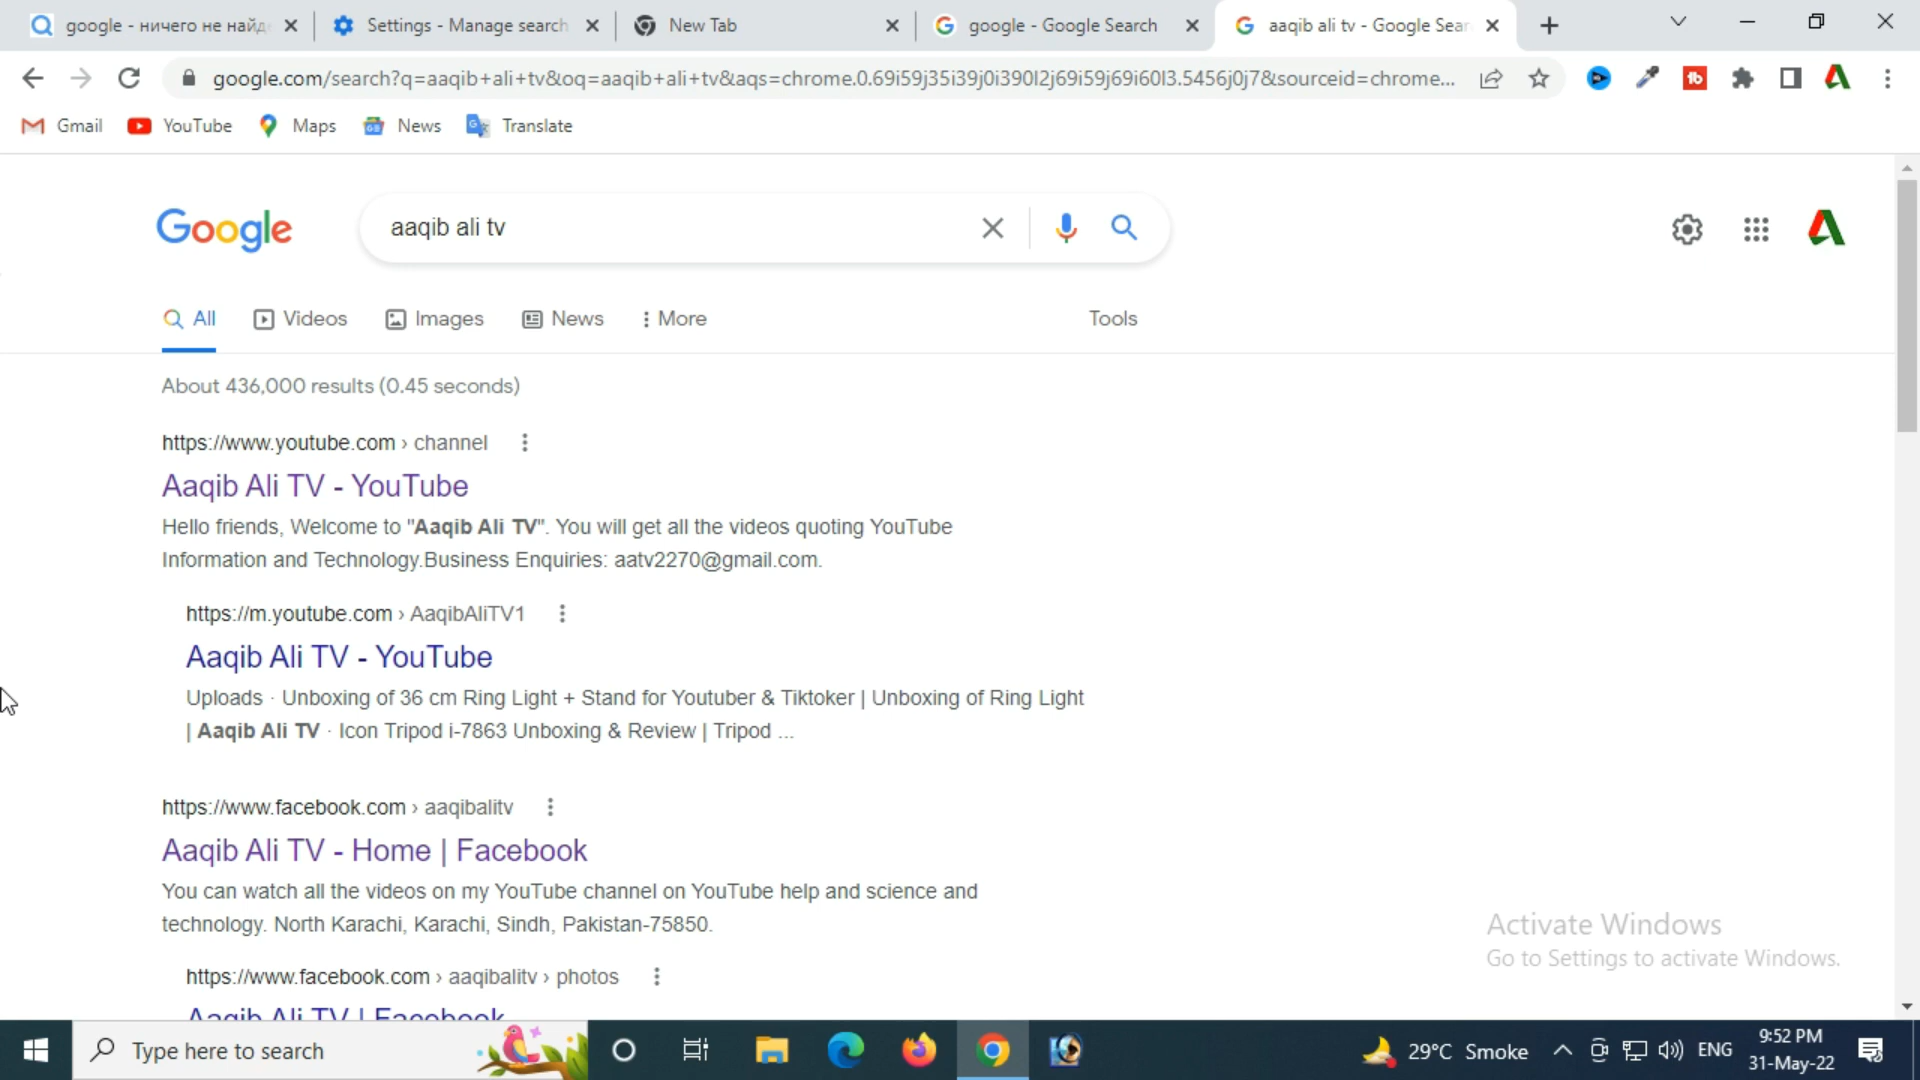 google - ничего не найд
Settings - Manage search
New Tab
google - Google Search
aaqib ali tv - Google Sear
google.com/search?q=aaqib+ali+tv&oq=aaqib+ali+tv&aqs=chrome.0.69i59j35i39j0i390l2j69i59j69i60l3.5456j0j7&sourceid=chrome...
Gmail
YouTube
Maps
News
Translate
Google
aaqib ali tv
All
Videos
Images
News
More
Tools
About 436,000 results (0.45 seconds)
https://www.youtube.com › channel
Aaqib Ali TV - YouTube
Hello friends, Welcome to "Aaqib Ali TV". You will get all the videos quoting YouTube
Information and Technology.Business Enquiries: aatv2270@gmail.com.
https://m.youtube.com › AaqibAliTV1
Aaqib Ali TV - YouTube
Uploads · Unboxing of 36 cm Ring Light + Stand for Youtuber & Tiktoker | Unboxing of Ring Light
| Aaqib Ali TV · Icon Tripod i-7863 Unboxing & Review | Tripod ...
https://www.facebook.com › aaqibalitv
Aaqib Ali TV - Home | Facebook
You can watch all the videos on my YouTube channel on YouTube help and science and
technology. North Karachi, Karachi, Sindh, Pakistan-75850.
https://www.facebook.com › aaqibalitv › photos
Aaqib Ali TV | Facebook
Activate Windows
Go to Settings to activate Windows.
Type here to search
29°C Smoke
ENG
9:52 PM
31-May-22